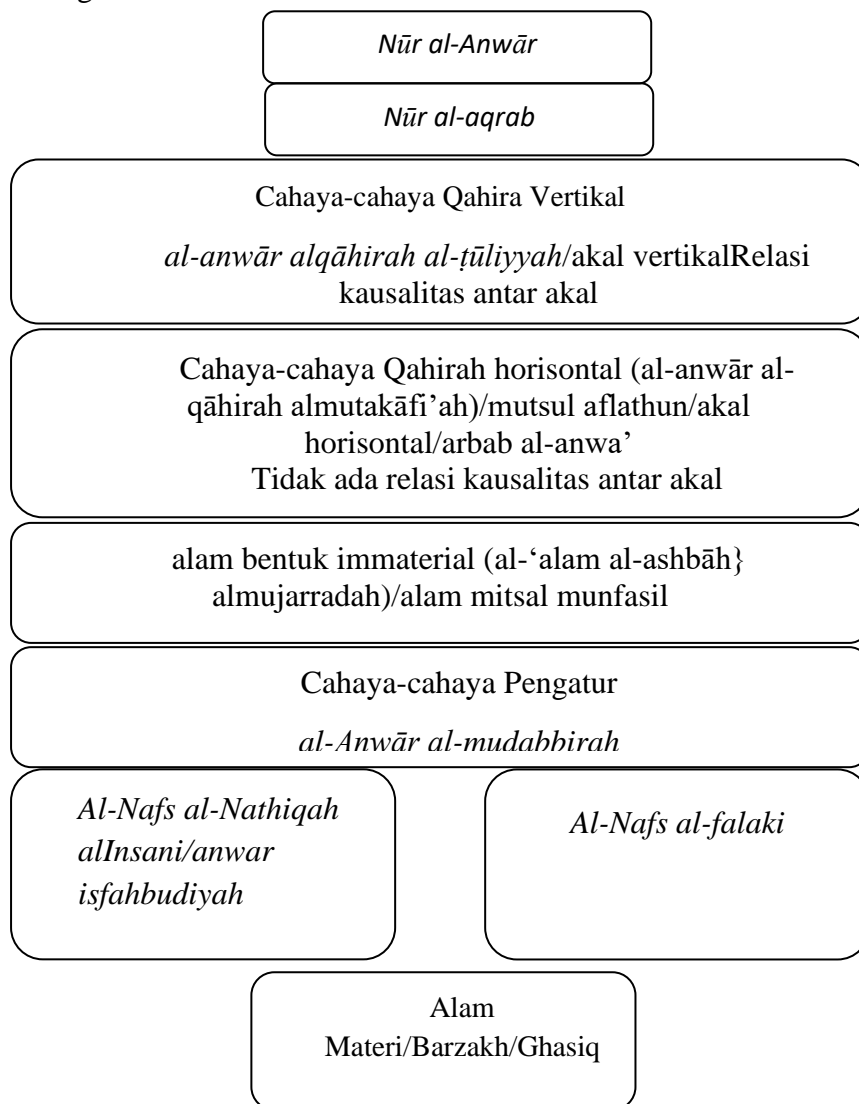 Nūr al-Anwār
Nūr al-aqrab
Cahaya-cahaya Qahira Vertikal
al-anwār alqāhirah al-ṭūliyyah/akal vertikalRelasi
kausalitas antar akal
Cahaya-cahaya Qahirah horisontal (al-anwār al-
qāhirah almutakāfi’ah)/mutsul aflathun/akal
horisontal/arbab al-anwa’
Tidak ada relasi kausalitas antar akal
alam bentuk immaterial (al-‘alam al-ashbāh}
almujarradah)/alam mitsal munfasil
Cahaya-cahaya Pengatur
al-Anwār al-mudabbirah
Al-Nafs al-Nathiqah
alInsani/anwar
isfahbudiyah
Al-Nafs al-falaki
Alam
Materi/Barzakh/Ghasiq